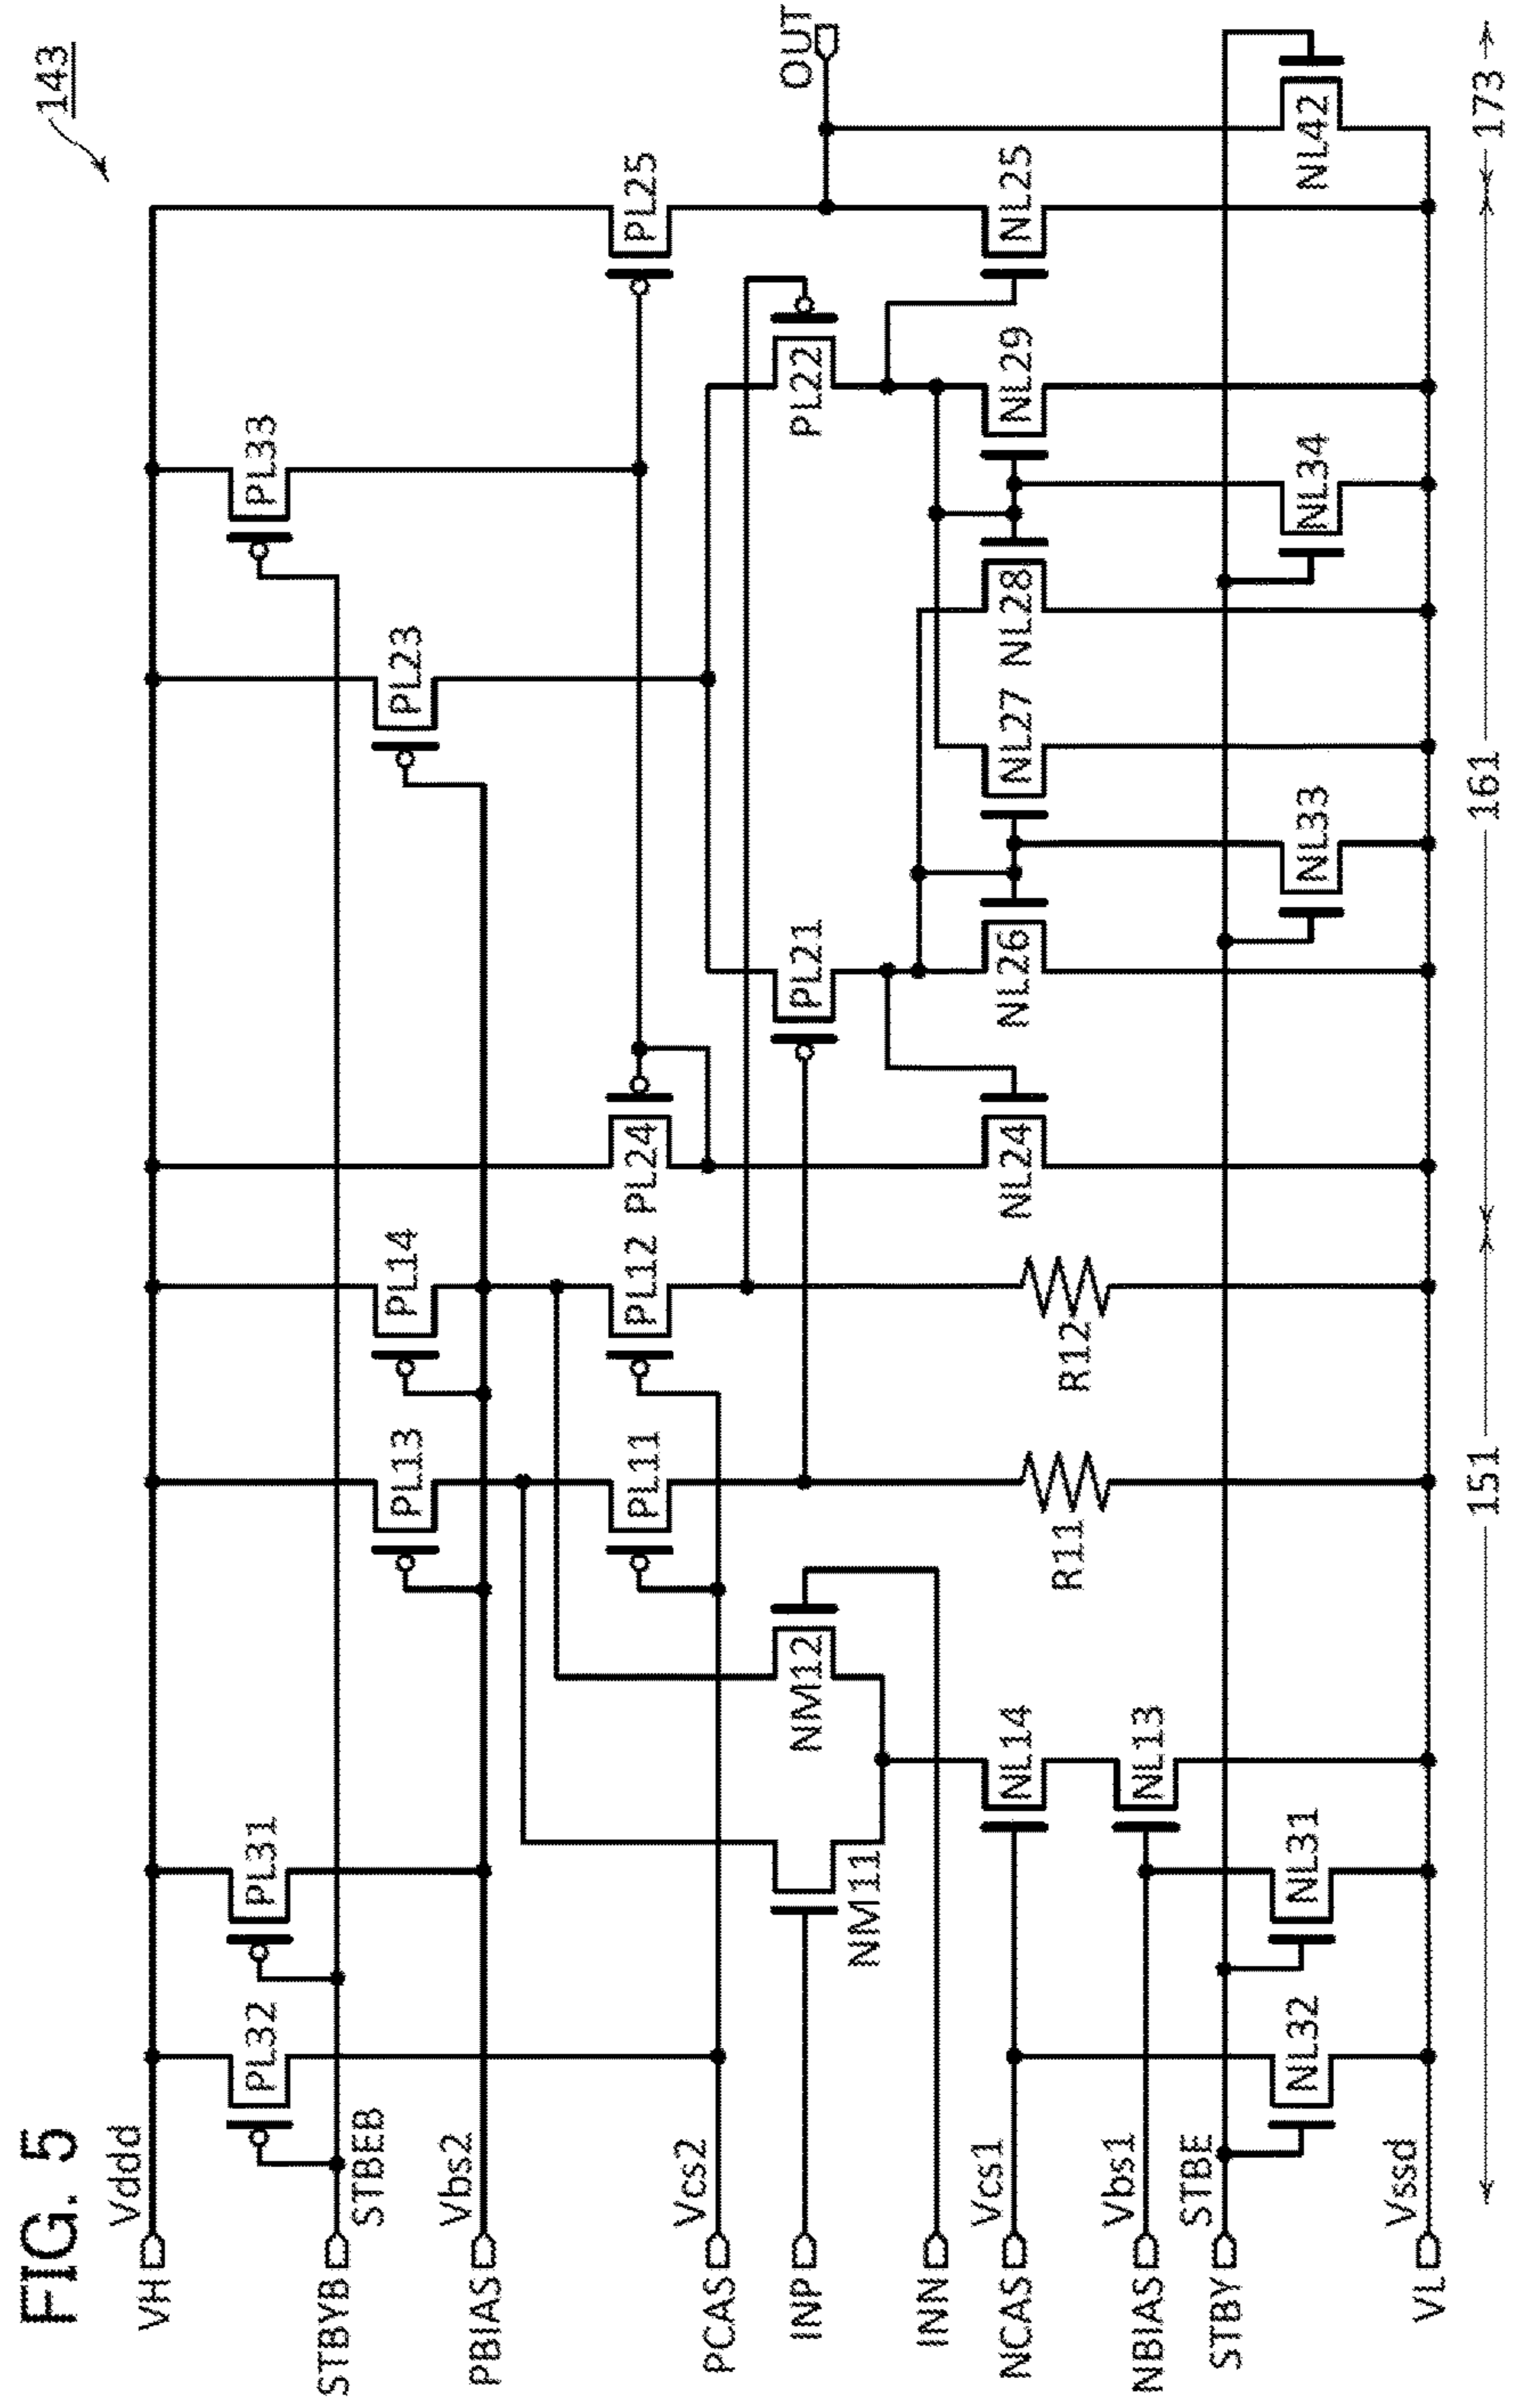 FIG. 5
143
VH
Vddd
STBYB
STBEB
PBIAS
Vbs2
PCAS
Vcs2
INP
INN
NCAS
Vcs1
NBIAS
Vbs1
STBY
STBE
VL
Vssd
OUT
PL32
PL31
PL33
PL13
PL14
PL23
PL11
PL12
PL24
PL25
NM11
NM12
PL21
PL22
NL14
NL24
NL26
NL27
NL28
NL29
NL25
NL13
R11
R12
NL32
NL31
NL33
NL34
NL42
151
161
173